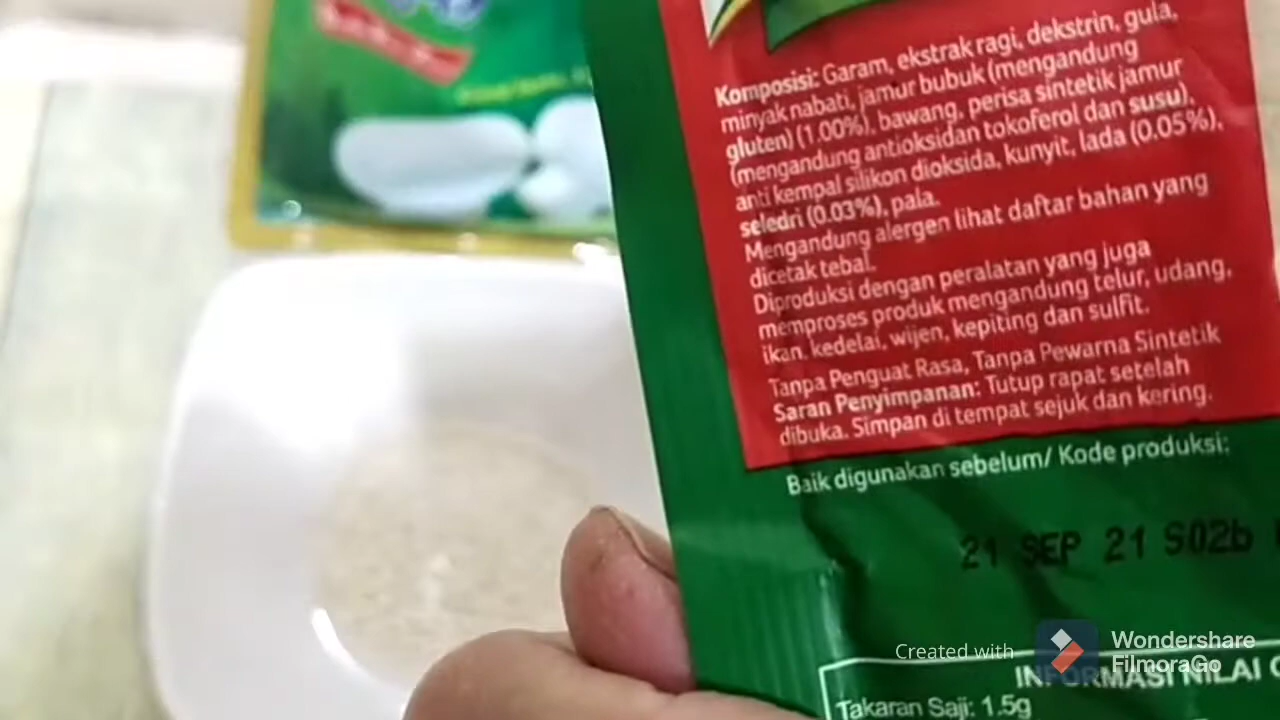 Komposisi: Garam, ekstrak ragi, dekstrin, gula,
minyak nabati, jamur bubuk (mengandung
gluten) (1.00%), bawang, perisa sintetik jamur
(mengandung antioksidan tokoferol dan susu),
anti kempal silikon dioksida, kunyit, lada (0.05%),
seledri (0.03%), pala.
Mengandung alergen lihat daftar bahan yang
dicetak tebal.
Diproduksi dengan peralatan yang juga
memproses produk mengandung telur, udang,
ikan, kedelai, wijen, kepiting dan sulfit.
Tanpa Penguat Rasa, Tanpa Pewarna Sintetik
Saran Penyimpanan: Tutup rapat setelah
dibuka. Simpan di tempat sejuk dan kering.
Baik digunakan sebelum/ Kode produksi:
21 SEP 21 S02b
INFORMASI NILAI
Takaran Saji: 1.5g
Created with
Wondershare
FilmoraGo